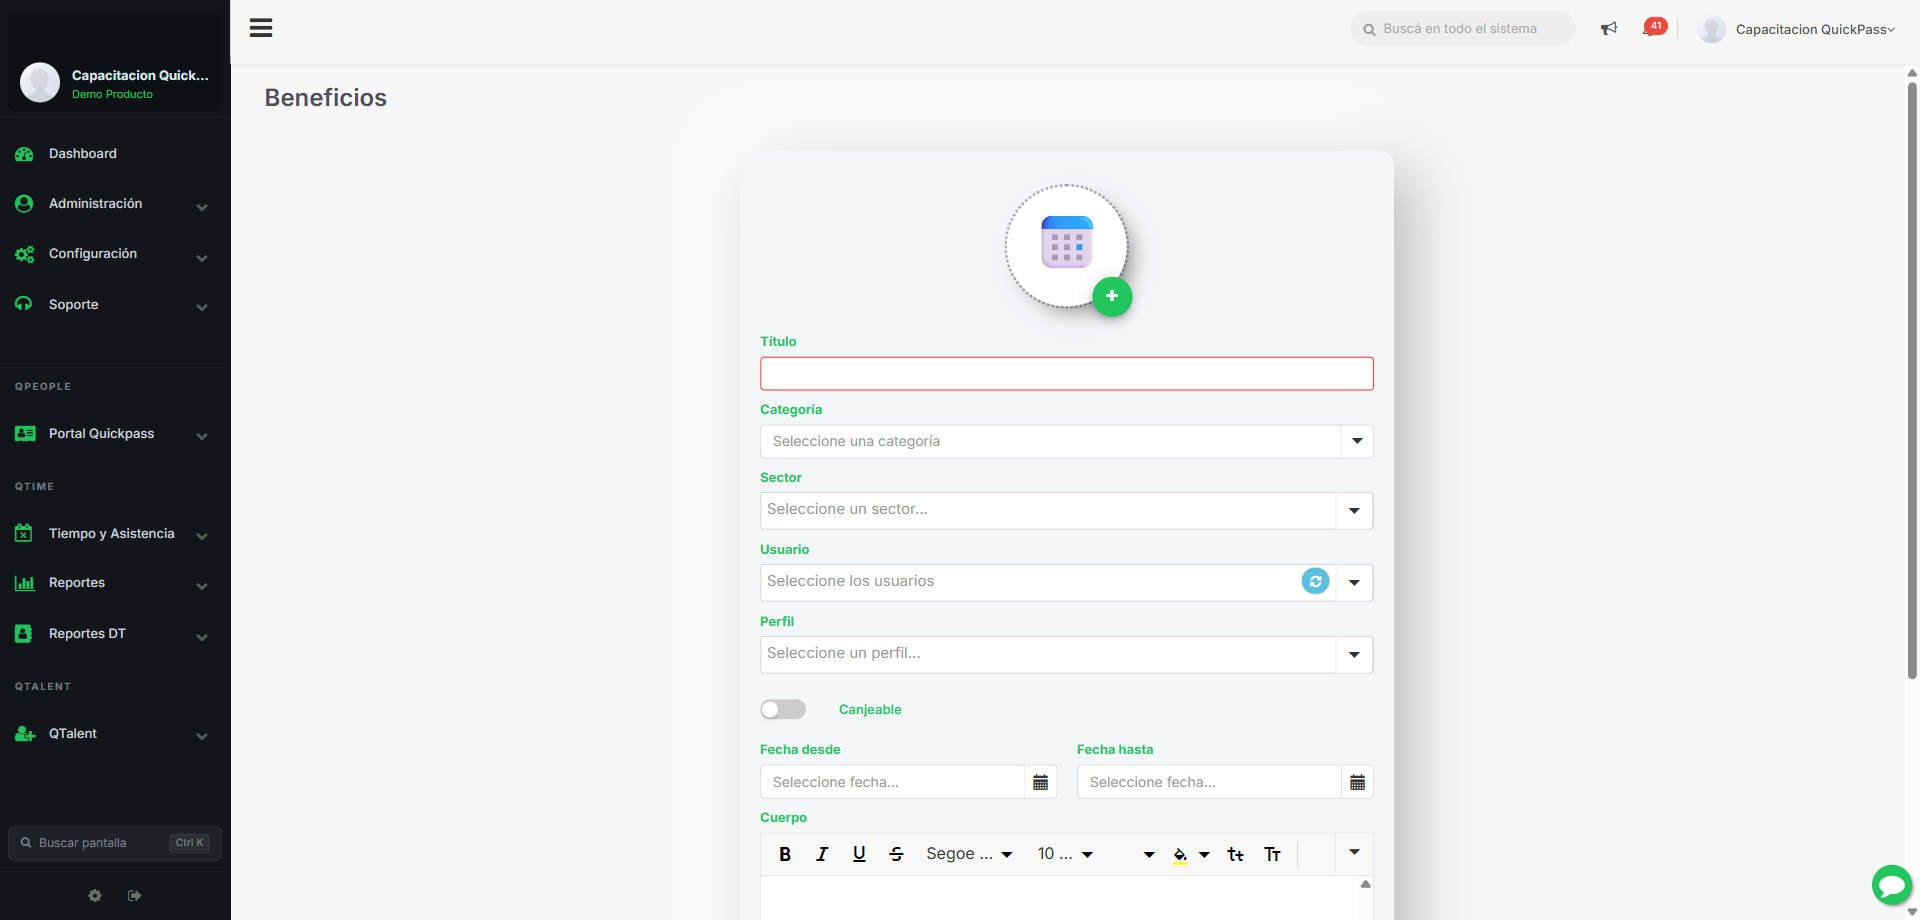 Capacitacion Quick...
Demo Producto
Dashboard
Administración
Configuración
Soporte
QPEOPLE
Portal Quickpass
QTIME
Tiempo y Asistencia
Reportes
Reportes DT
QTALENT
QTalent
Buscar pantalla
Ctrl K
Buscá en todo el sistema
41
Capacitacion QuickPass
Beneficios
Título
Categoría
Seleccione una categoría
Sector
Seleccione un sector...
Usuario
Seleccione los usuarios
Perfil
Seleccione un perfil...
Canjeable
Fecha desde
Fecha hasta
Seleccione fecha...
Seleccione fecha...
Cuerpo
B I U S Segoe ... 10 ... Tt TT